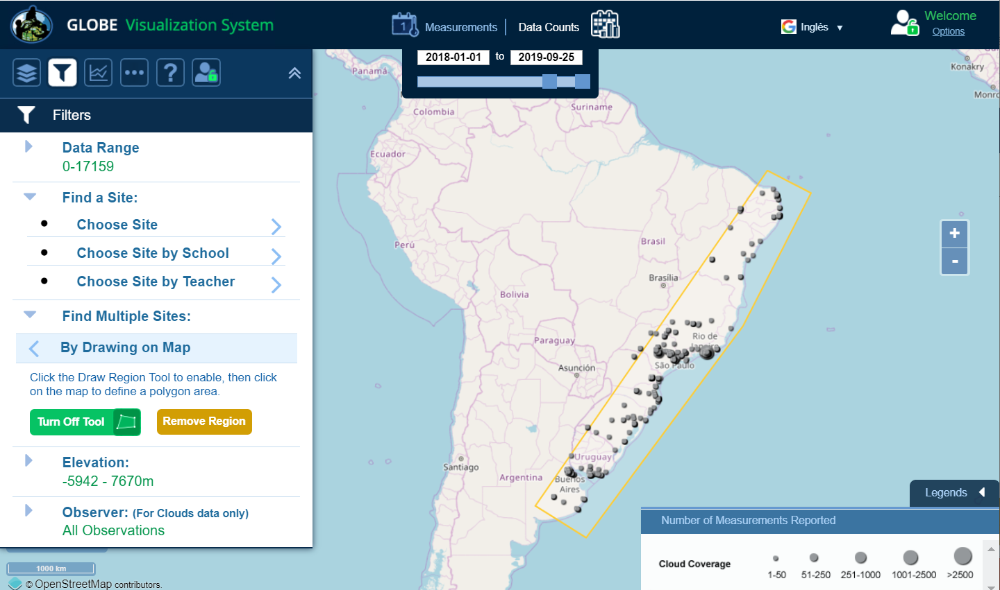 GLOBE Visualization System
1
Measurements
Data Counts
Inglés ▼
Welcome
Options
2018-01-01 to 2019-09-25
?
Filters
Data Range
0-17159
Find a Site:
Choose Site
Choose Site by School
Choose Site by Teacher
Find Multiple Sites:
By Drawing on Map
Click the Draw Region Tool to enable, then click
on the map to define a polygon area.
Turn Off Tool
Remove Region
Elevation:
-5942 - 7670m
Observer: (For Clouds data only)
All Observations
1000 km
© OpenStreetMap contributors.
Panamá
Colombia
Suriname
Ecuador
Perú
Brasil
Brasília
Bolivia
Paraguay
Asunción
Rio de
Janeiro
São Paulo
Uruguay
Santiago
Argentina
Buenos
Aires
Konakry
Monro
+
-
Legends
Number of Measurements Reported
Cloud Coverage
1-50 51-250 251-1000 1001-2500 >2500